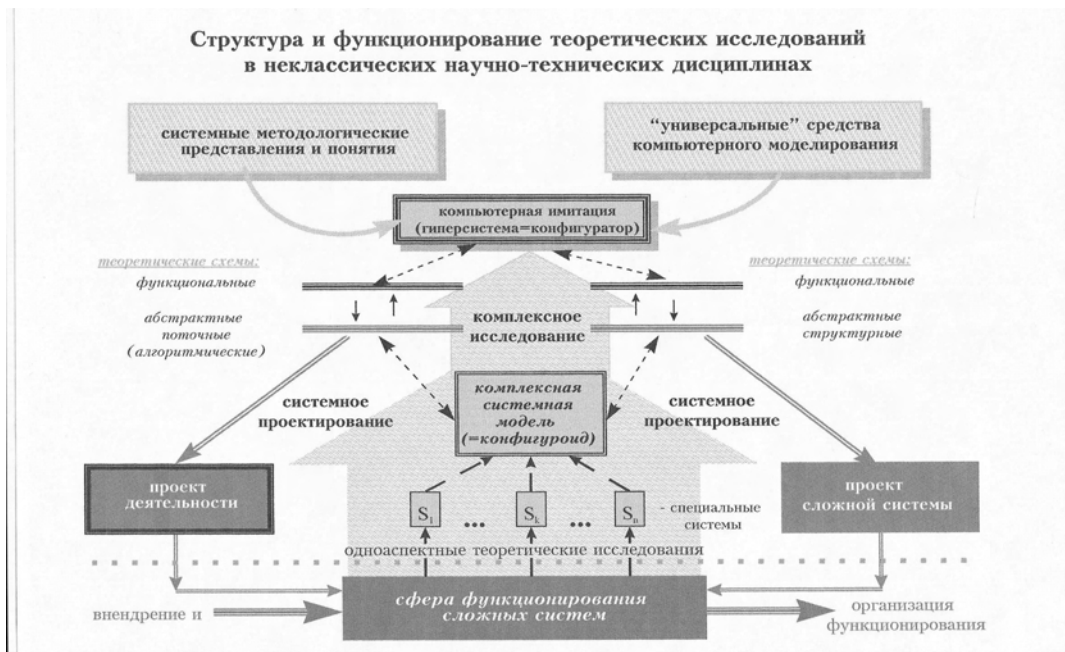 Структура и функционирование теоретических исследований
в неклассических научно-технических дисциплинах
системные методологические
представления и понятия
“универсальные” средства
компьютерного моделирования
компьютерная имитация
(гиперсистема=конфигуратор)
теоретические схемы:
функциональные
абстрактные
поточные
(алгоритмические)
теоретические схемы:
функциональные
абстрактные
структурные
комплексное
исследование
комплексная
системная
модель
(=конфигуроид)
системное
проектирование
системное
проектирование
проект
деятельности
проект
сложной системы
S1 ... Sk ... Sn
- специальные
системы
одноаспектные теоретические исследования
сфера функционирования
сложных систем
внендрение и
организация
функционирования